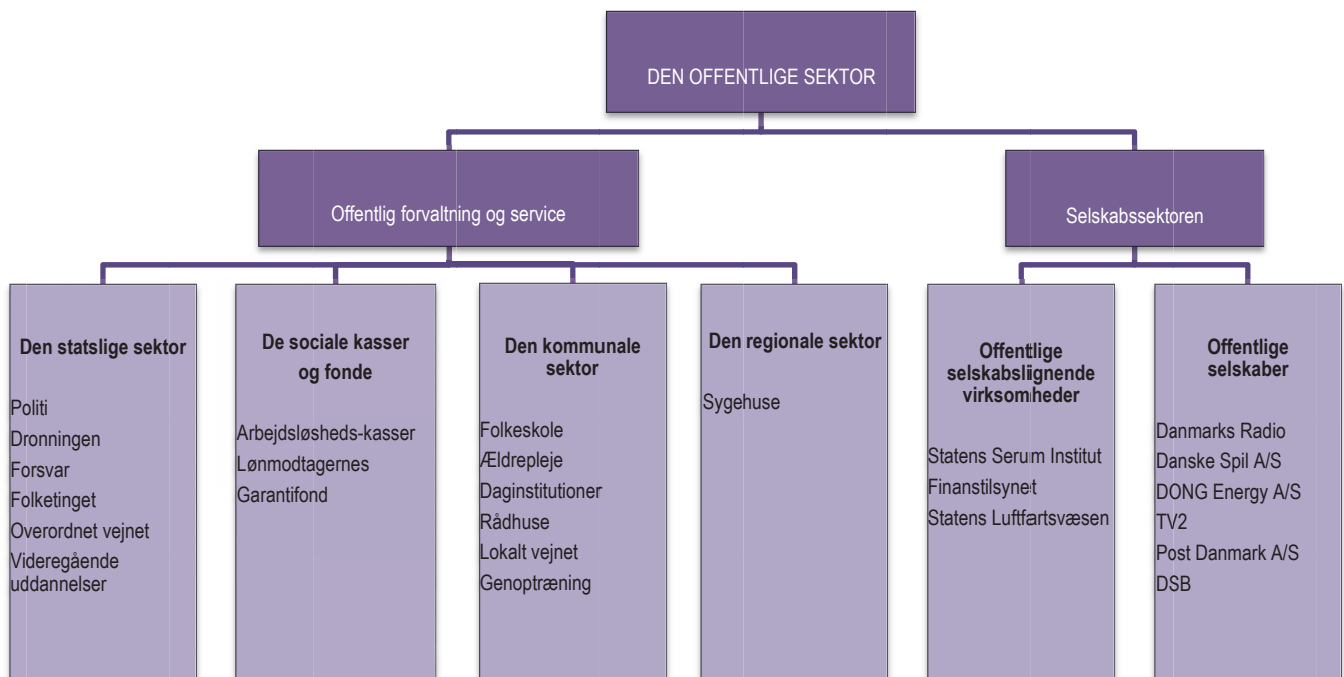 DEN OFFENTLIGE SEKTOR
Offentlig forvaltning og service
Selskabssektoren
Den statslige sektor
Politi
Dronningen
Forsvar
Folketinget
Overordnet vejnet
Videregående
uddannelser
De sociale kasser
og fonde
Arbejdsløsheds-kasser
Lønmodtagernes
Garantifond
Den kommunale
sektor
Folkeskole
Ældrepleje
Daginstitutioner
Rådhuse
Lokalt vejnet
Genoptræning
Den regionale sektor
Sygehuse
Offentlige
selskabslignende
virksomheder
Statens Serum Institut
Finanstilsynet
Statens Luftfartsvæsen
Offentlige
selskaber
Danmarks Radio
Danske Spil A/S
DONG Energy A/S
TV2
Post Danmark A/S
DSB